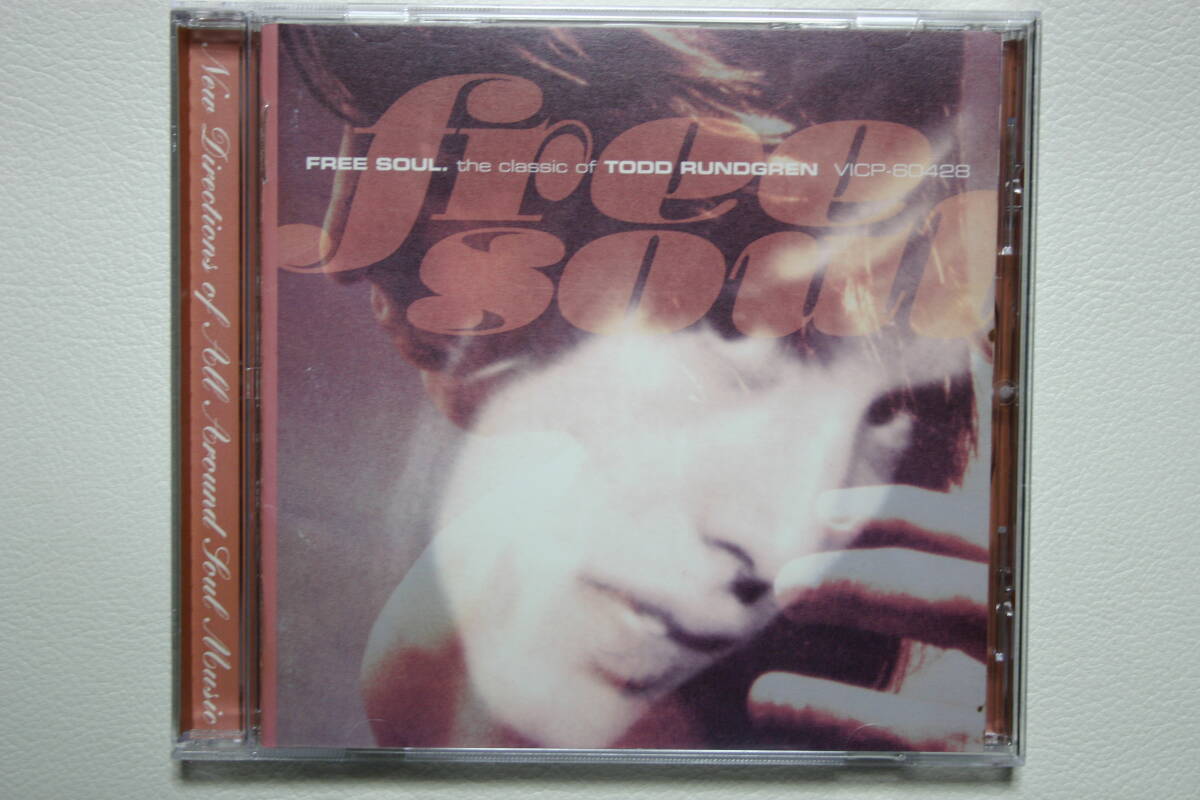 New Directions of All Around Soul Music
free
FREE SOUL. the classic of TODD RUNDGREN VICP-60428
soul